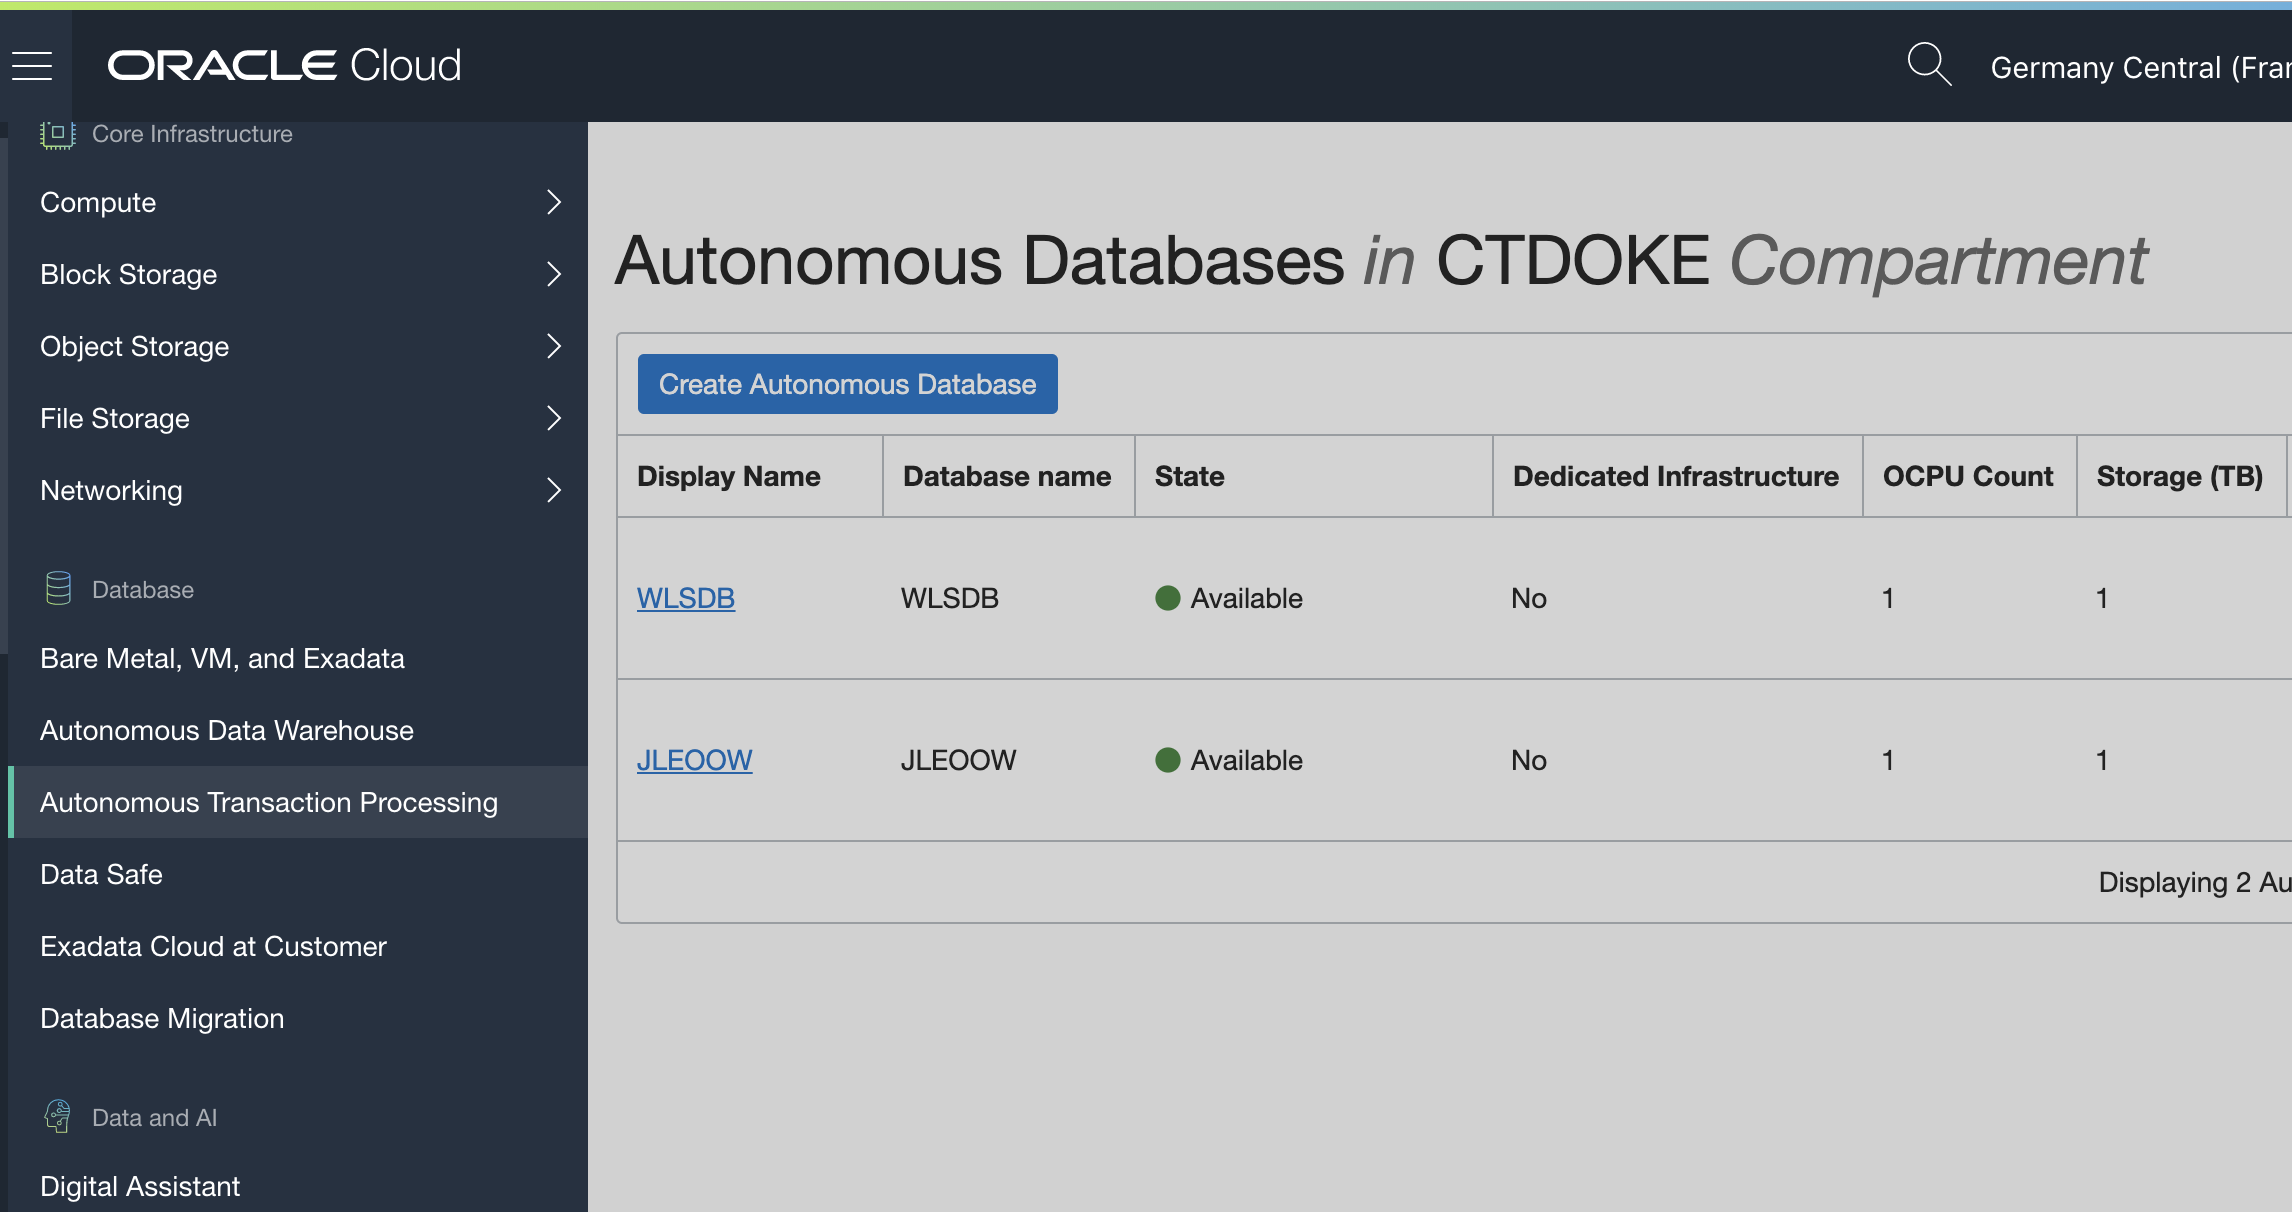 ORACLE Cloud
Germany Central (Fran
Core Infrastructure
Compute
Block Storage
Object Storage
File Storage
Networking
Database
Bare Metal, VM, and Exadata
Autonomous Data Warehouse
Autonomous Transaction Processing
Data Safe
Exadata Cloud at Customer
Database Migration
Data and AI
Digital Assistant
Autonomous Databases in CTDOKE Compartment
Create Autonomous Database
Display Name Database name State Dedicated Infrastructure OCPU Count Storage (TB)
WLSDB WLSDB Available No 1 1
JLEOOW JLEOOW Available No 1 1
Displaying 2 Au